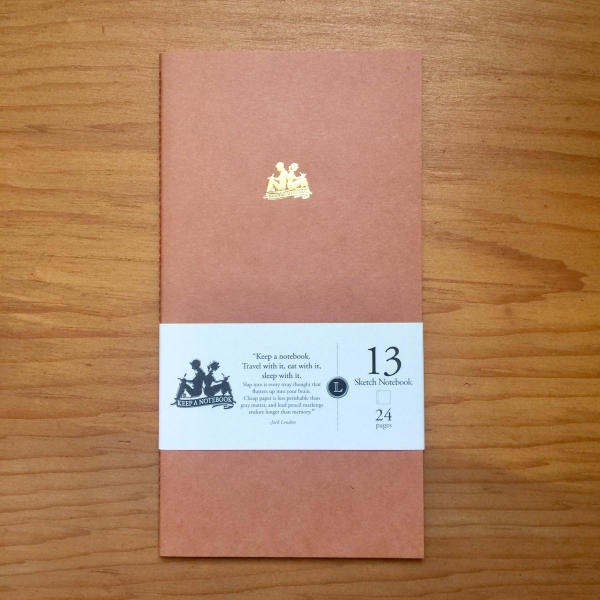 "Keep a notebook.
Travel with it, eat with it,
sleep with it.
Slap into it every stray thought that
flutters up into your brain.
Cheap paper is less perishable than
gray matter, and lead pencil markings
endure longer than memory."
-Jack London
KEEP A NOTEBOOK
L
13
Sketch Notebook
24
pages